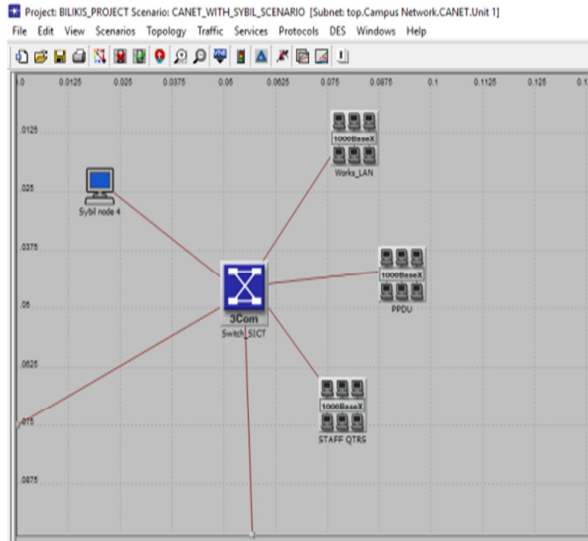 Project: BILIKIS_PROJECT Scenario: CANET_WITH_SYBIL_SCENARIO [Subnet: top.Campus Network.CANET.Unit 1]
File Edit View Scenarios Topology Traffic Services Protocols DES Windows Help
.0 0.0125 0.025 0.0375 0.05 0.0625 0.075 0.0875 0.1 0.1125 0.125 0.1
.0125
1000BaseX
Works_LAN
.025
Sybil node 4
.0375
1000BaseX
PPDU
.05
3Com
Switch_SICT
.0625
1000BaseX
.075
STAFF QTRS
.0875